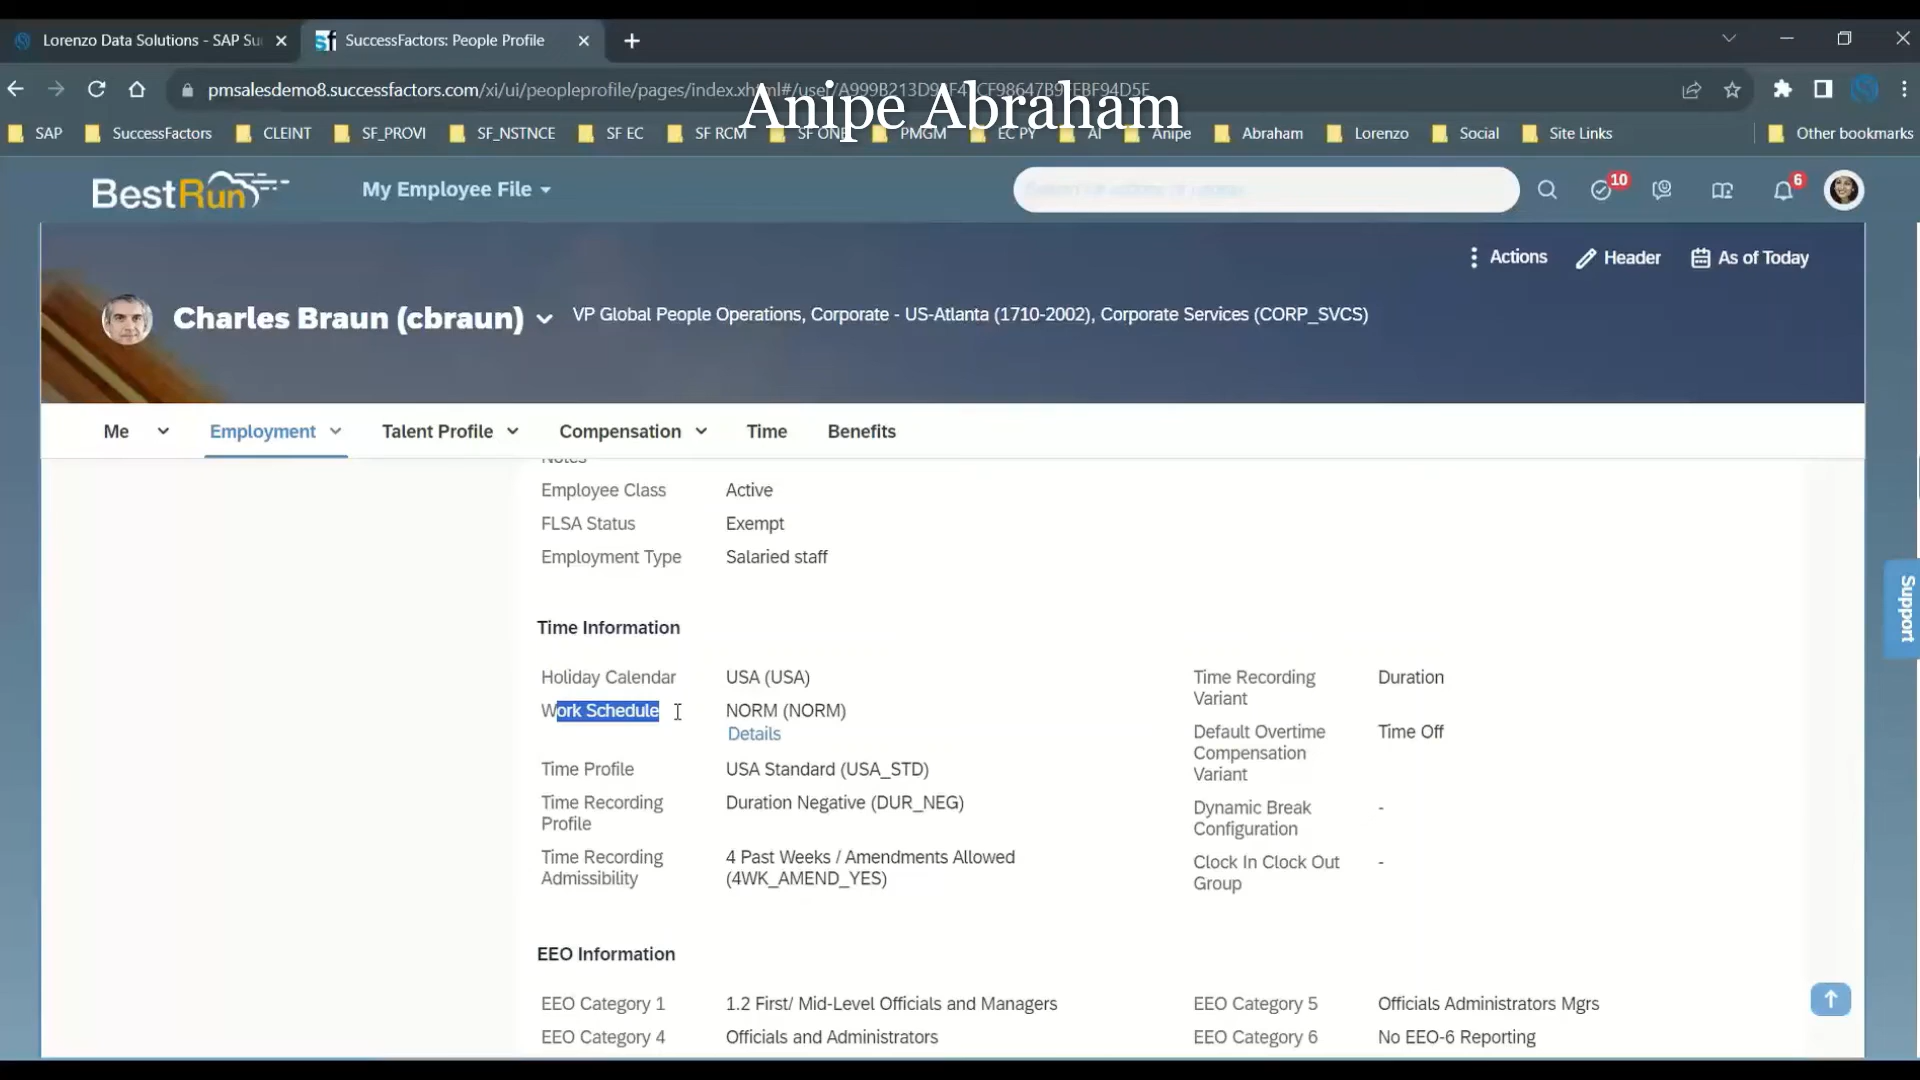 Lorenzo Data Solutions - SAP Su
SuccessFactors: People Profile
pmsalesdemo8.successfactors.com/xi/ui/peopleprofile/pages/index.xhtml#/user/
Anipe Abraham
SAP
SuccessFactors
CLEINT
SF_PROVI
SF_NSTNCE
SF EC
SF RCM
SF ONB
PMGM
EC PY
AI
Anipe
Abraham
Lorenzo
Social
Site Links
Other bookmarks
BestRun
My Employee File
10
6
Actions
Header
As of Today
Charles Braun (cbraun)
VP Global People Operations, Corporate - US-Atlanta (1710-2002), Corporate Services (CORP_SVCS)
Me
Employment
Talent Profile
Compensation
Time
Benefits
Notes
Employee Class Active
FLSA Status Exempt
Employment Type Salaried staff
Time Information
Holiday Calendar USA (USA)
Work Schedule NORM (NORM)
Details
Time Profile USA Standard (USA_STD)
Time Recording Duration Negative (DUR_NEG)
Profile
Time Recording 4 Past Weeks / Amendments Allowed
Admissibility (4WK_AMEND_YES)
Time Recording Duration
Variant
Default Overtime Time Off
Compensation
Variant
Dynamic Break -
Configuration
Clock In Clock Out -
Group
EEO Information
EEO Category 1 1.2 First/ Mid-Level Officials and Managers
EEO Category 4 Officials and Administrators
EEO Category 5 Officials Administrators Mgrs
EEO Category 6 No EEO-6 Reporting
Support